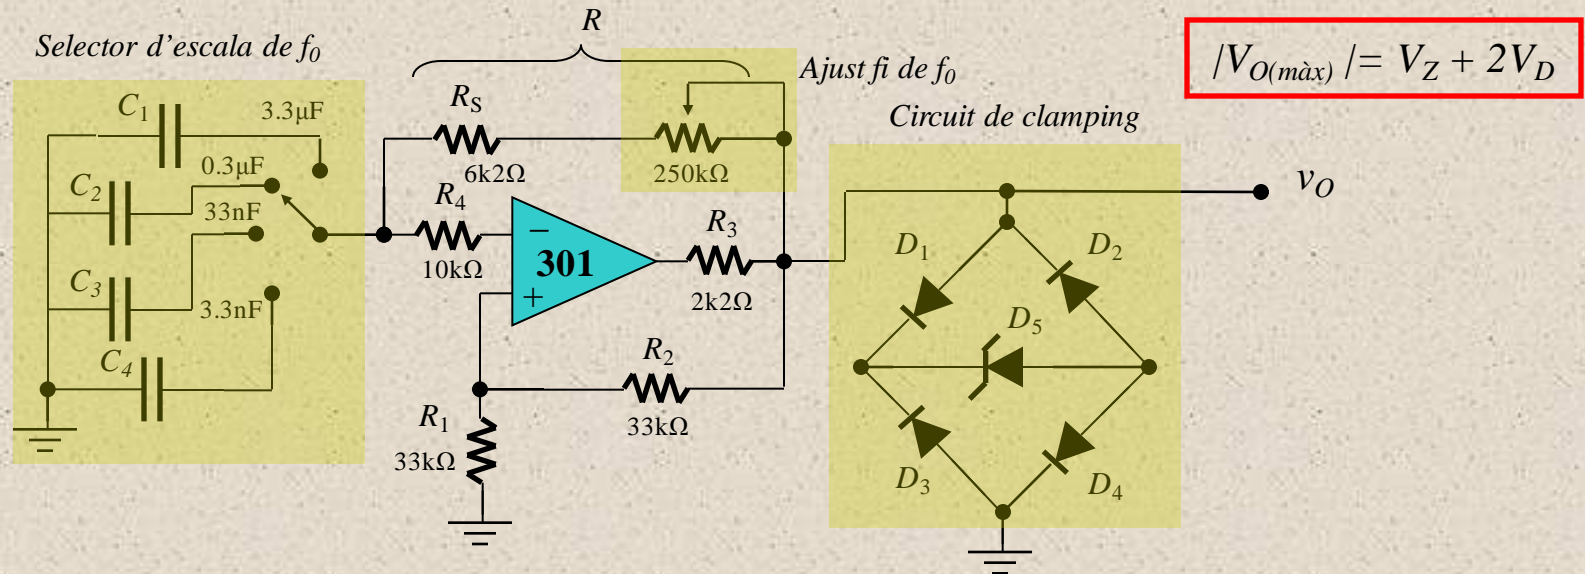 R
Selector d'escala de f0
Ajust fi de f0
|VO(màx) |= VZ + 2VD
Circuit de clamping
C1
3.3µF
RS
6k2Ω
250kΩ
0.3µF
C2
33nF
R4
10kΩ
−
301
+
R3
2k2Ω
vO
D1
D2
C3
3.3nF
D5
C4
R2
33kΩ
R1
33kΩ
D3
D4